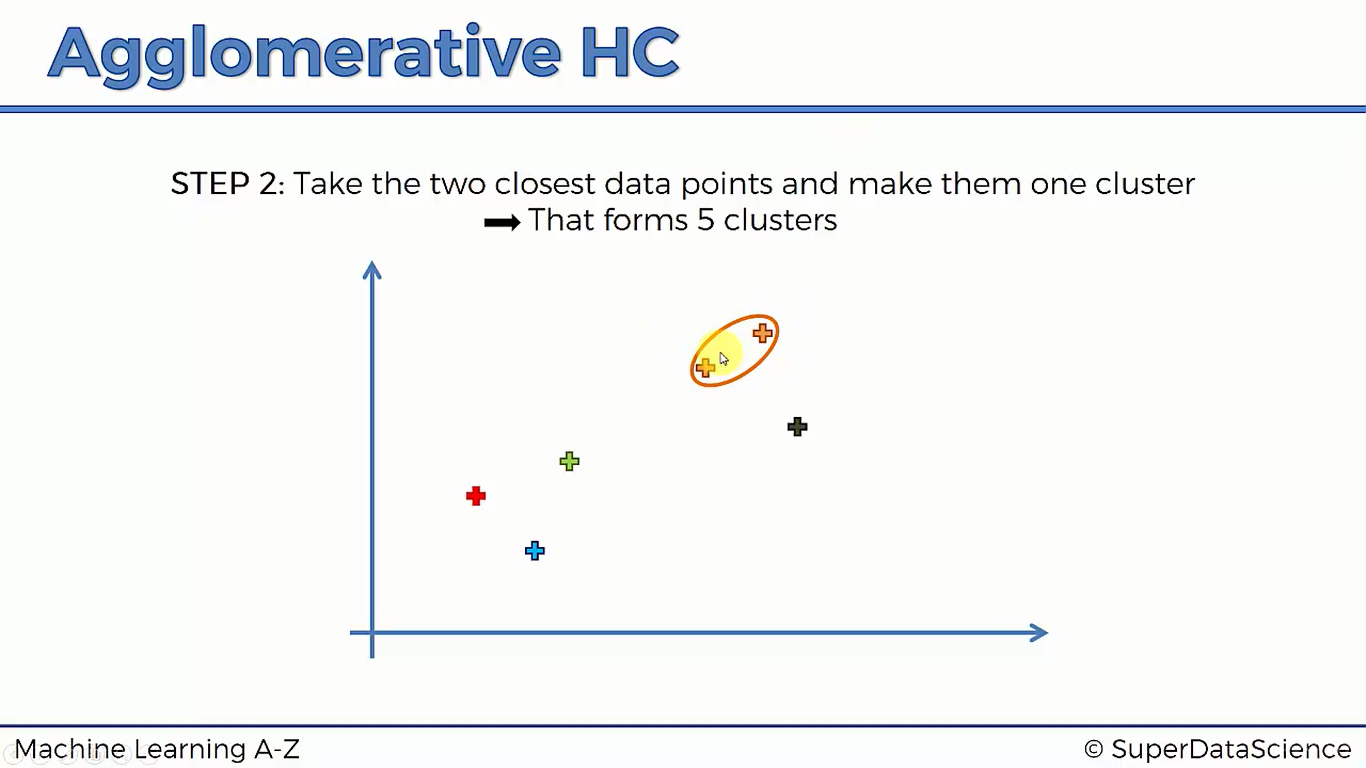 Agglomerative HC
STEP 2: Take the two closest data points and make them one cluster
➡ That forms 5 clusters
Machine Learning A-Z
© SuperDataScience